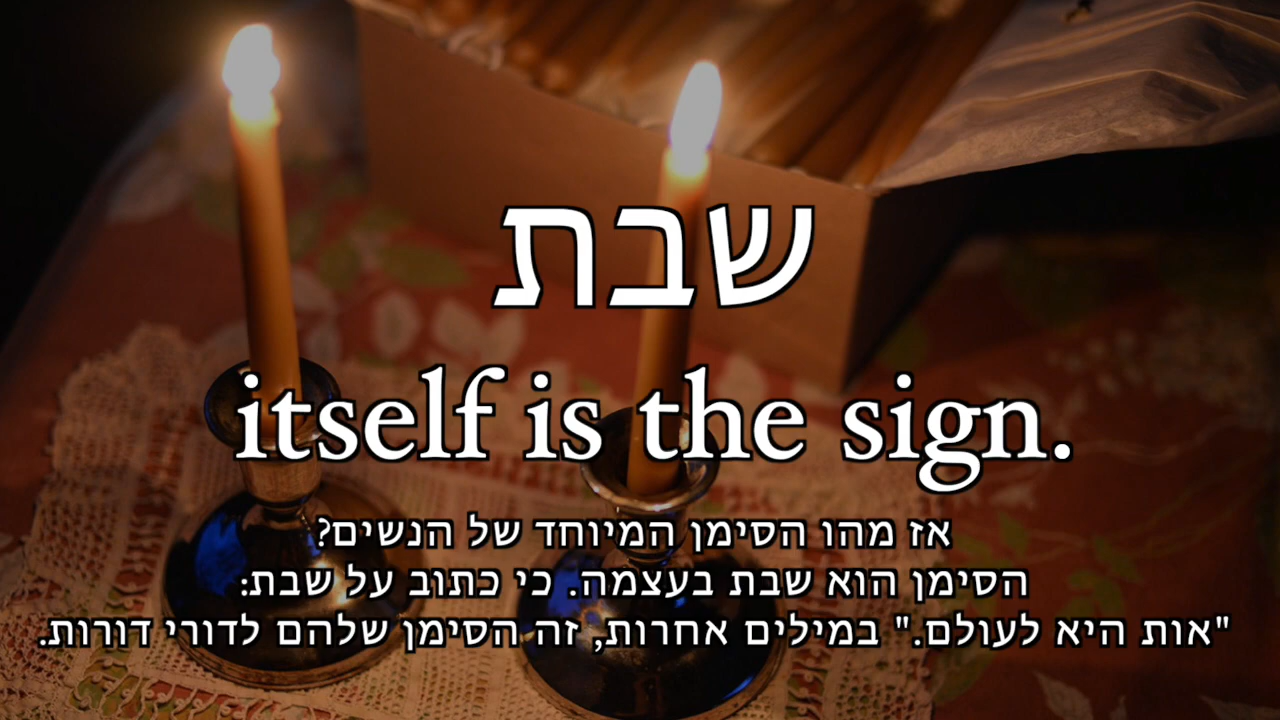 שבת
itself is the sign.
אז מהו הסימן המיוחד של הנשים?
הסימן הוא שבת בעצמה. כי כתוב על שבת:
"אות היא לעולם." במילים אחרות, זה הסימן שלהם לדורי דורות.